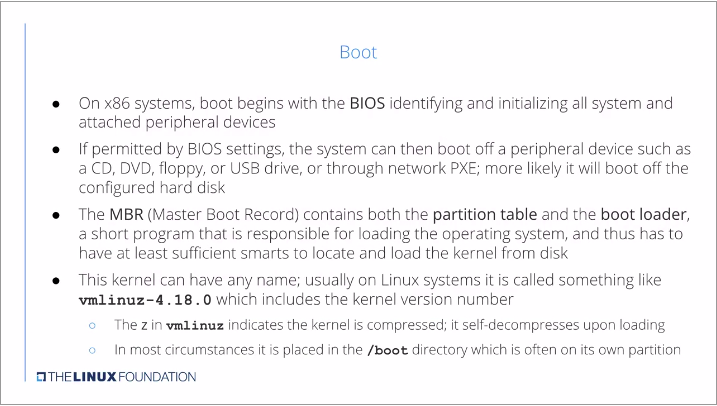 Boot
● On x86 systems, boot begins with the BIOS identifying and initializing all system and
attached peripheral devices
● If permitted by BIOS settings, the system can then boot off a peripheral device such as
a CD, DVD, floppy, or USB drive, or through network PXE; more likely it will boot off the
configured hard disk
● The MBR (Master Boot Record) contains both the partition table and the boot loader,
a short program that is responsible for loading the operating system, and thus has to
have at least sufficient smarts to locate and load the kernel from disk
● This kernel can have any name; usually on Linux systems it is called something like
vmlinuz-4.18.0 which includes the kernel version number
○ The z in vmlinuz indicates the kernel is compressed; it self-decompresses upon loading
○ In most circumstances it is placed in the /boot directory which is often on its own partition
THE LINUX FOUNDATION